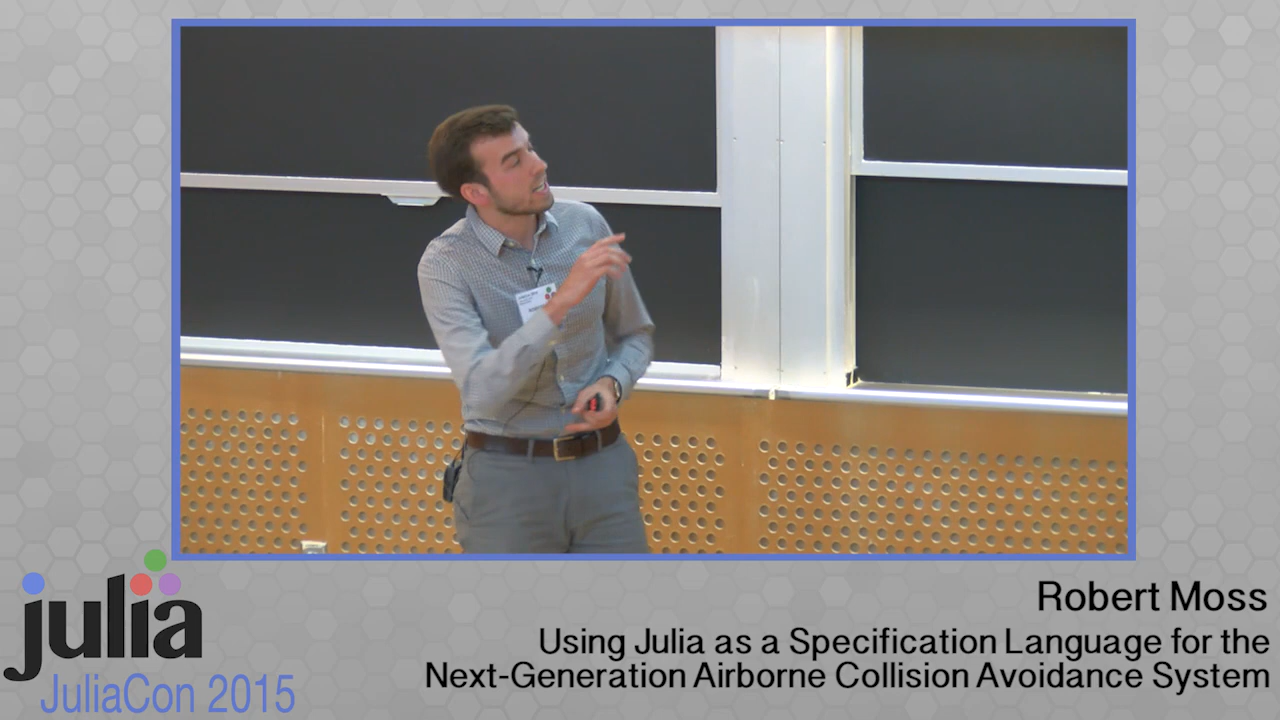 julia
JuliaCon 2015
Robert Moss
Using Julia as a Specification Language for the
Next-Generation Airborne Collision Avoidance System